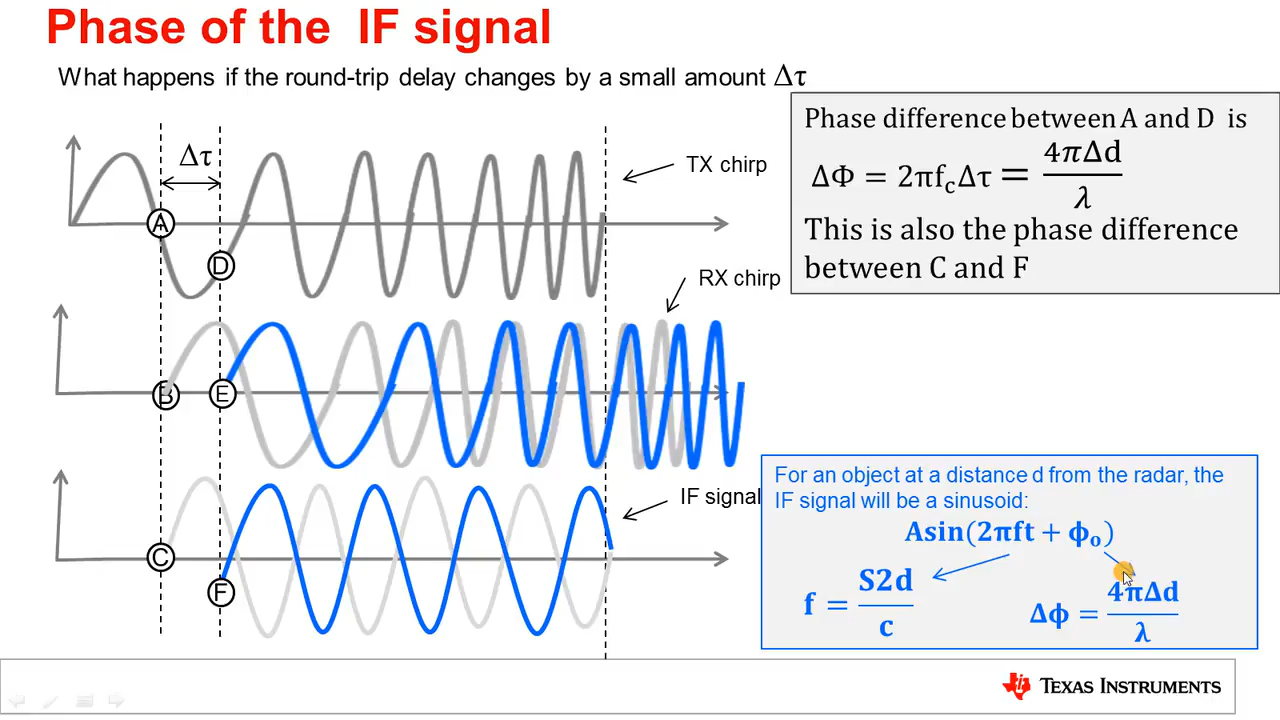 Phase of the IF signal
What happens if the round-trip delay changes by a small amount Δτ
Phase difference between A and D is
ΔΦ = 2πf_cΔτ = 4πΔd/λ
This is also the phase difference
between C and F
Δτ
TX chirp
A
D
RX chirp
B
E
IF signal
C
F
For an object at a distance d from the radar, the
IF signal will be a sinusoid:
Asin(2πft + ϕ_o)
f = S2d/c
Δϕ = 4πΔd/λ
TEXAS INSTRUMENTS